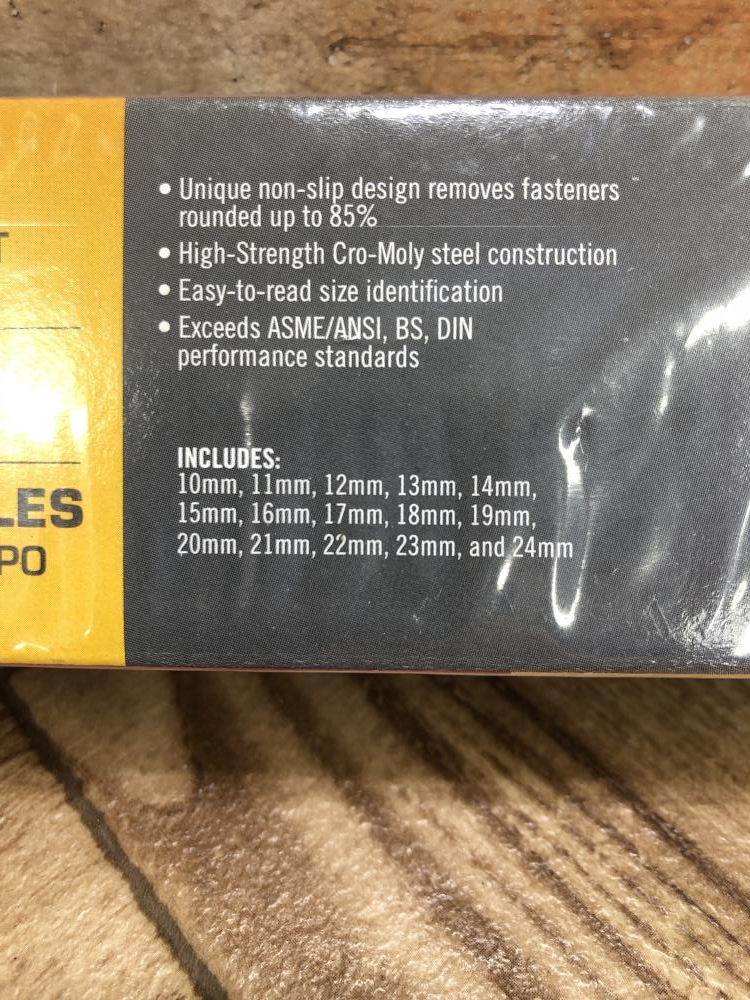 T
LES
PO
• Unique non-slip design removes fasteners
rounded up to 85%
• High-Strength Cro-Moly steel construction
• Easy-to-read size identification
• Exceeds ASME/ANSI, BS, DIN
performance standards
INCLUDES:
10mm, 11mm, 12mm, 13mm, 14mm,
15mm, 16mm, 17mm, 18mm, 19mm,
20mm, 21mm, 22mm, 23mm, and 24mm